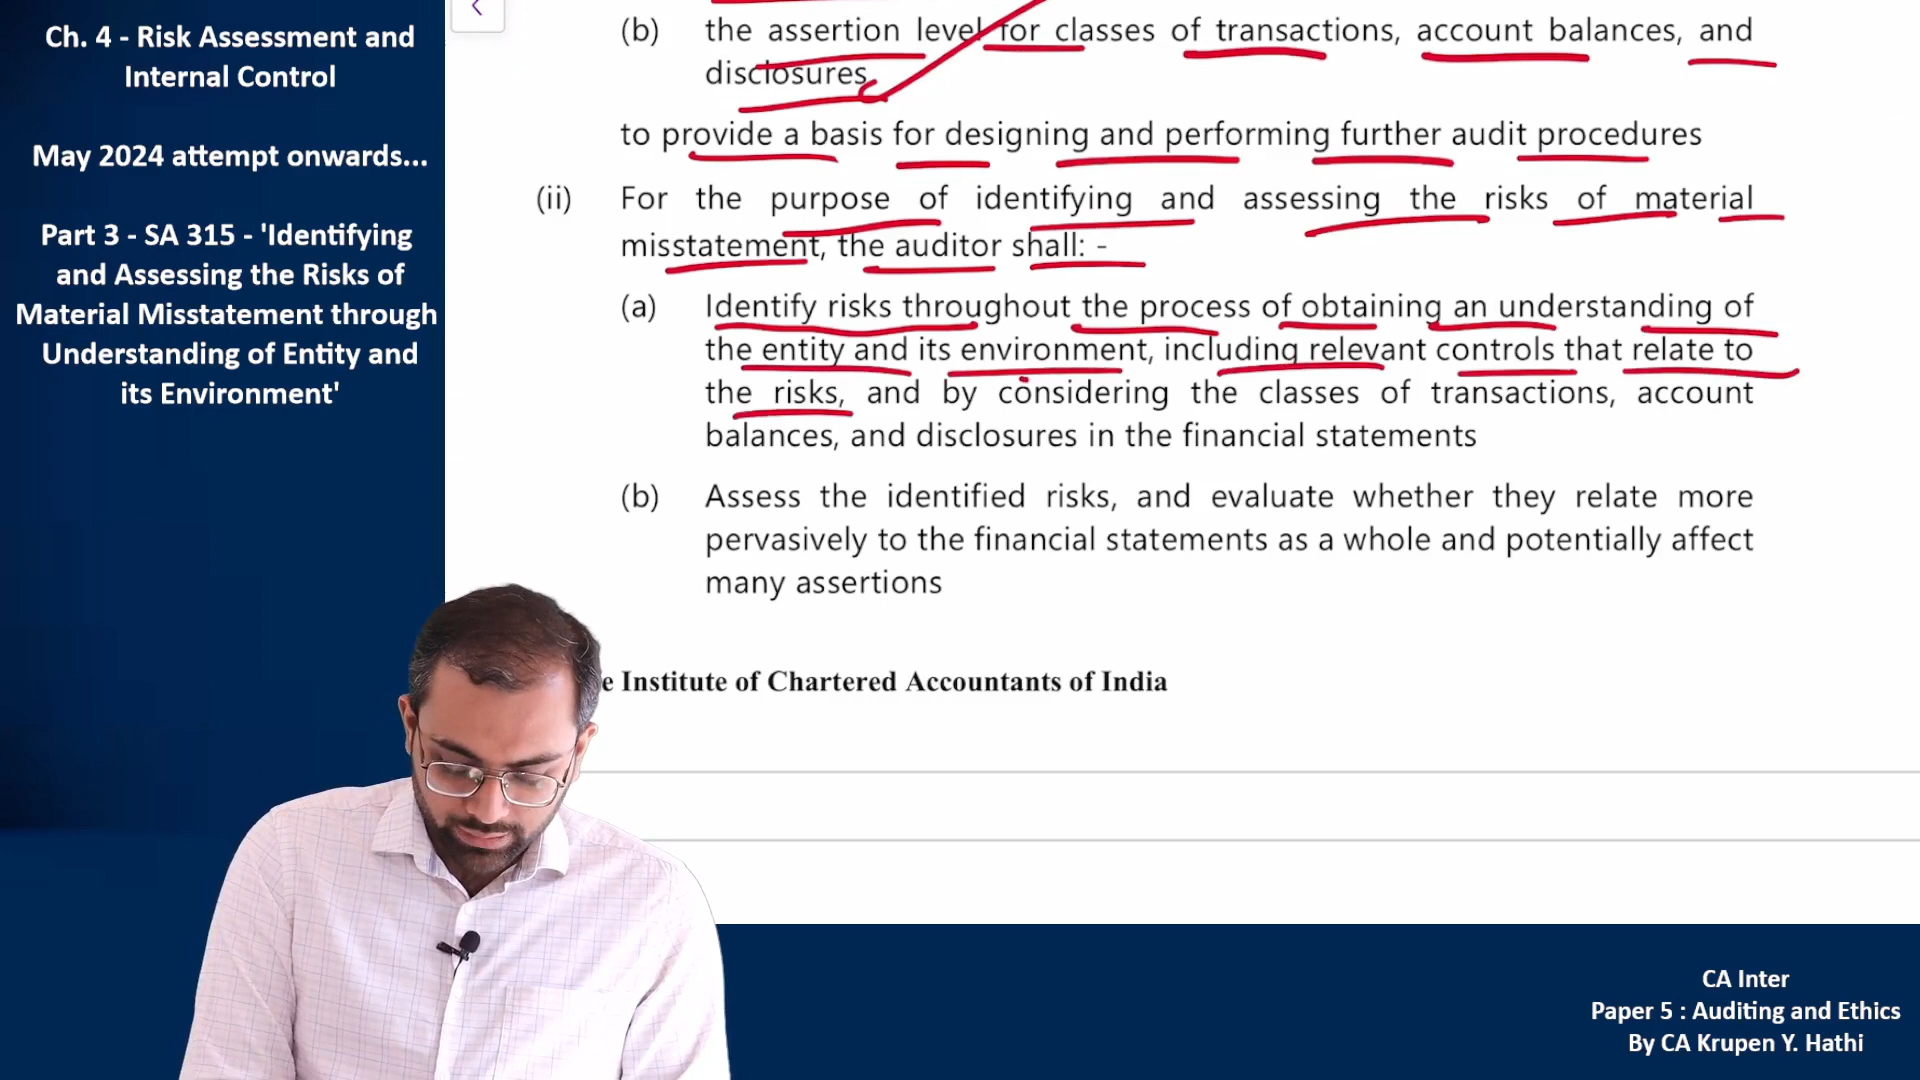 Ch. 4 - Risk Assessment and
Internal Control
May 2024 attempt onwards...
Part 3 - SA 315 - 'Identifying
and Assessing the Risks of
Material Misstatement through
Understanding of Entity and
its Environment'
(b) the assertion level for classes of transactions, account balances, and
disclosures
to provide a basis for designing and performing further audit procedures
(ii) For the purpose of identifying and assessing the risks of material
misstatement, the auditor shall: -
(a) Identify risks throughout the process of obtaining an understanding of
the entity and its environment, including relevant controls that relate to
the risks, and by considering the classes of transactions, account
balances, and disclosures in the financial statements
(b) Assess the identified risks, and evaluate whether they relate more
pervasively to the financial statements as a whole and potentially affect
many assertions
e Institute of Chartered Accountants of India
CA Inter
Paper 5 : Auditing and Ethics
By CA Krupen Y. Hathi